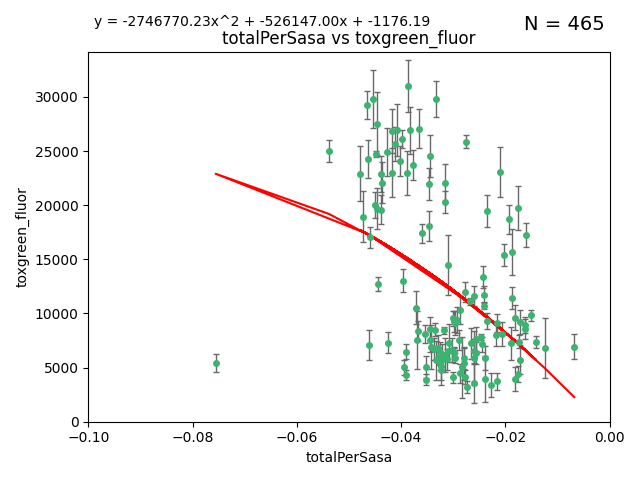 y = -2746770.23x^2 + -526147.00x + -1176.19
N = 465
totalPerSasa vs toxgreen_fluor
toxgreen_fluor
30000
25000
20000
15000
10000
5000
0
−0.10
−0.08
−0.06
−0.04
−0.02
0.00
totalPerSasa